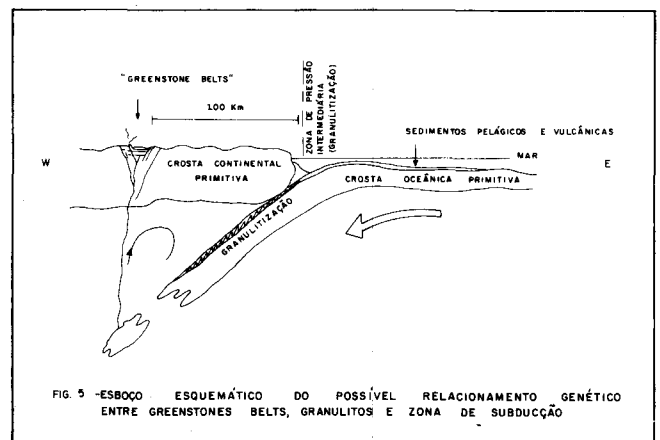 "GREENSTONE BELTS"
100 Km
ZONA DE PRESSÃO
INTERMEDIÁRIA
(GRANULITIZAÇÃO)
SEDIMENTOS PELÁGICOS E VULCÂNICAS
W
MAR
E
CROSTA CONTINENTAL
PRIMITIVA
CROSTA OCEÂNICA PRIMITIVA
GRANULITIZAÇÃO
FIG. 5 -ESBOÇO ESQUEMÁTICO DO POSSÍVEL RELACIONAMENTO GENÉTICO
ENTRE GREENSTONES BELTS, GRANULITOS E ZONA DE SUBDUCÇÃO